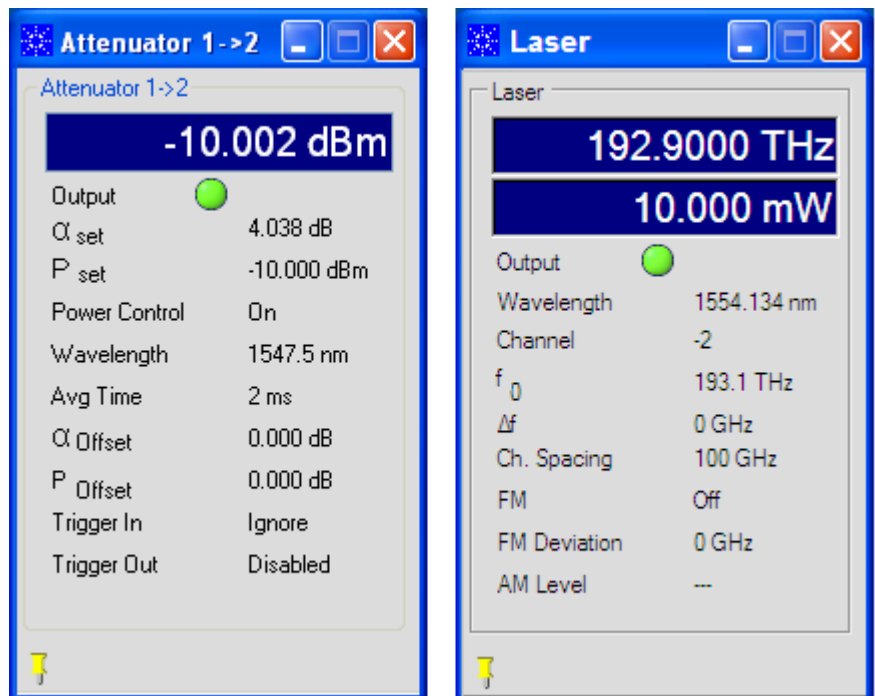 Attenuator 1->2
Attenuator 1->2
-10.002 dBm
Output
α set 4.038 dB
P set -10.000 dBm
Power Control On
Wavelength 1547.5 nm
Avg Time 2 ms
α Offset 0.000 dB
P Offset 0.000 dB
Trigger In Ignore
Trigger Out Disabled
Laser
Laser
192.9000 THz
10.000 mW
Output
Wavelength 1554.134 nm
Channel -2
f 0 193.1 THz
Δf 0 GHz
Ch. Spacing 100 GHz
FM Off
FM Deviation 0 GHz
AM Level ---